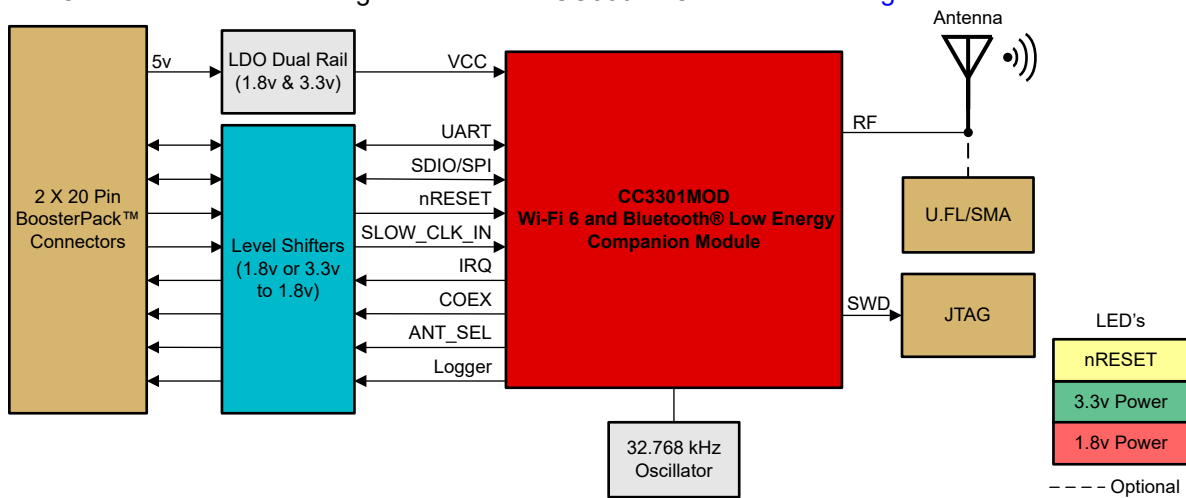 Antenna
5v
LDO Dual Rail
(1.8v & 3.3v)
VCC
RF
UART
SDIO/SPI
nRESET
SLOW_CLK_IN
IRQ
COEX
ANT_SEL
Logger
2 X 20 Pin
BoosterPack™
Connectors
Level Shifters
(1.8v or 3.3v
to 1.8v)
CC3301MOD
Wi-Fi 6 and Bluetooth® Low Energy
Companion Module
U.FL/SMA
SWD
JTAG
LED's
nRESET
3.3v Power
1.8v Power
Optional
32.768 kHz
Oscillator